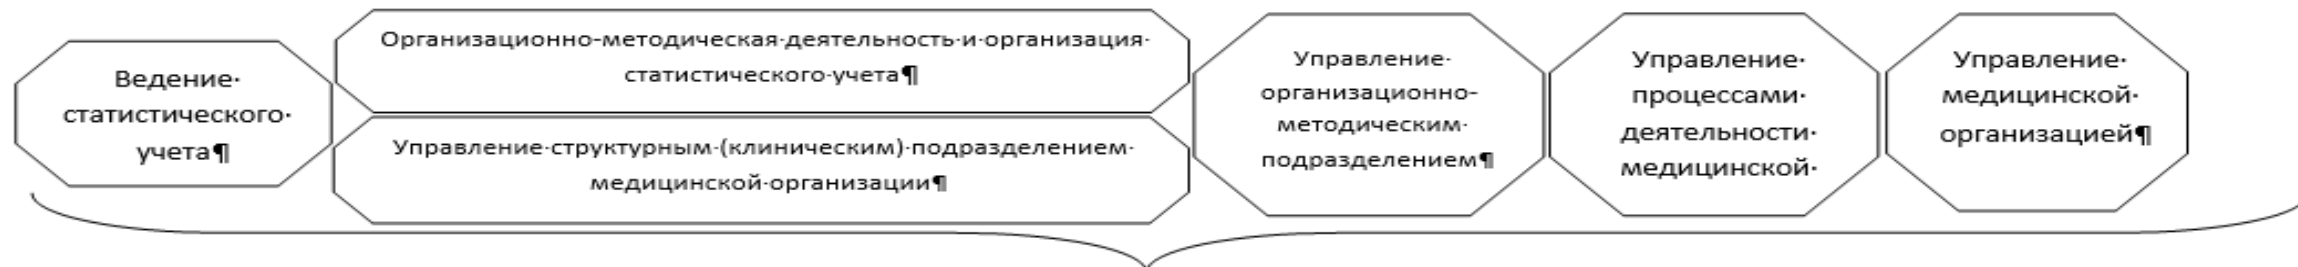 Ведение·
статистического·
учета¶
Организационно-методическая·деятельность·и·организация·
статистического·учета¶
Управление·структурным·(клиническим)·подразделением·
медицинской·организации¶
Управление·
организационно-
методическим·
подразделением¶
Управление·
процессами·
деятельности·
медицинской·
Управление·
медицинской·
организацией¶